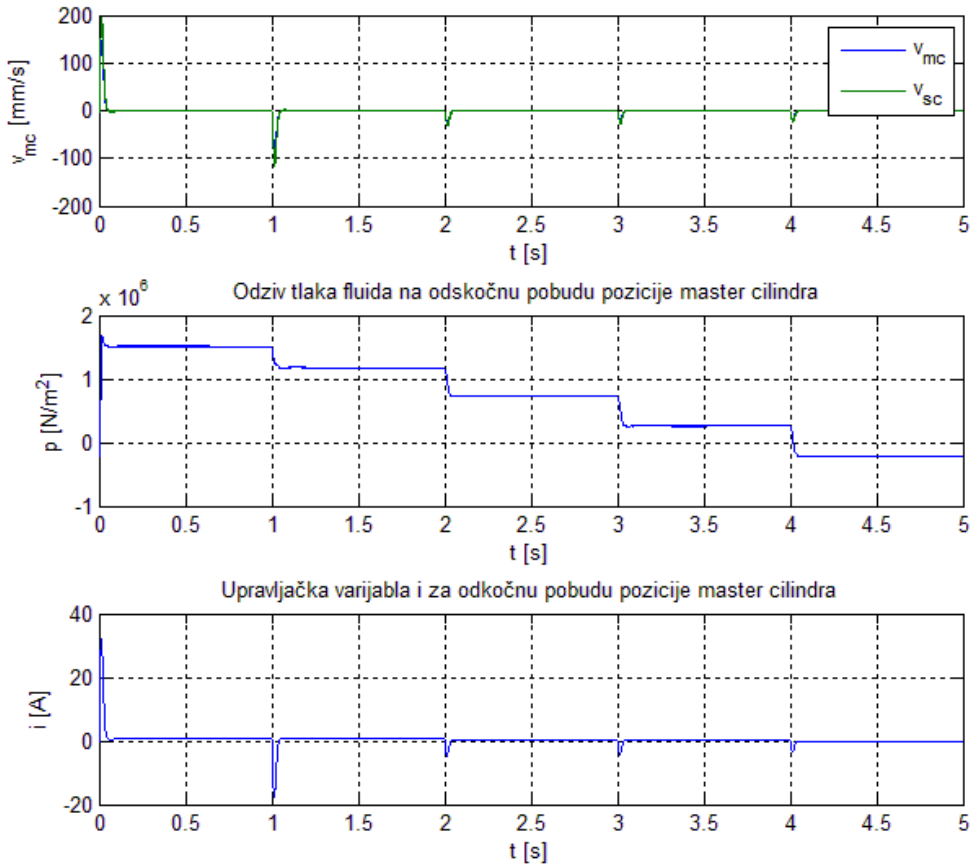 200
100
0
-100
-200
v_mc [mm/s]
v_mc
v_sc
0 0.5 1 1.5 2 2.5 3 3.5 4 4.5 5
t [s]
x 10^6
Odziv tlaka fluida na odskočnu pobudu pozicije master cilindra
2
1
0
-1
p [N/m^2]
0 0.5 1 1.5 2 2.5 3 3.5 4 4.5 5
t [s]
Upravljačka varijabla i za odkočnu pobudu pozicije master cilindra
40
20
0
-20
i [A]
0 0.5 1 1.5 2 2.5 3 3.5 4 4.5 5
t [s]